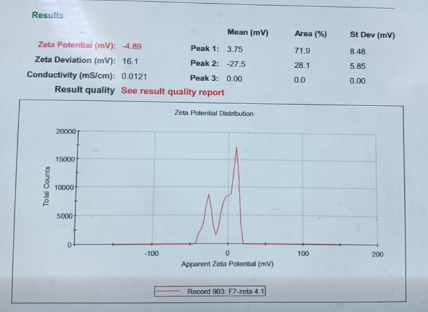 Results
Mean (mV) Area (%) St Dev (mV)
Zeta Potential (mV): -4.89 Peak 1: 3.75 71.9 8.48
Zeta Deviation (mV): 16.1 Peak 2: -27.5 28.1 5.85
Conductivity (mS/cm): 0.0121 Peak 3: 0.00 0.0 0.00
Result quality See result quality report
Zeta Potential Distribution
20000
15000
10000
5000
0
Total Counts
-100 0 100 200
Apparent Zeta Potential (mV)
Record 903: F7-zeta 4.1